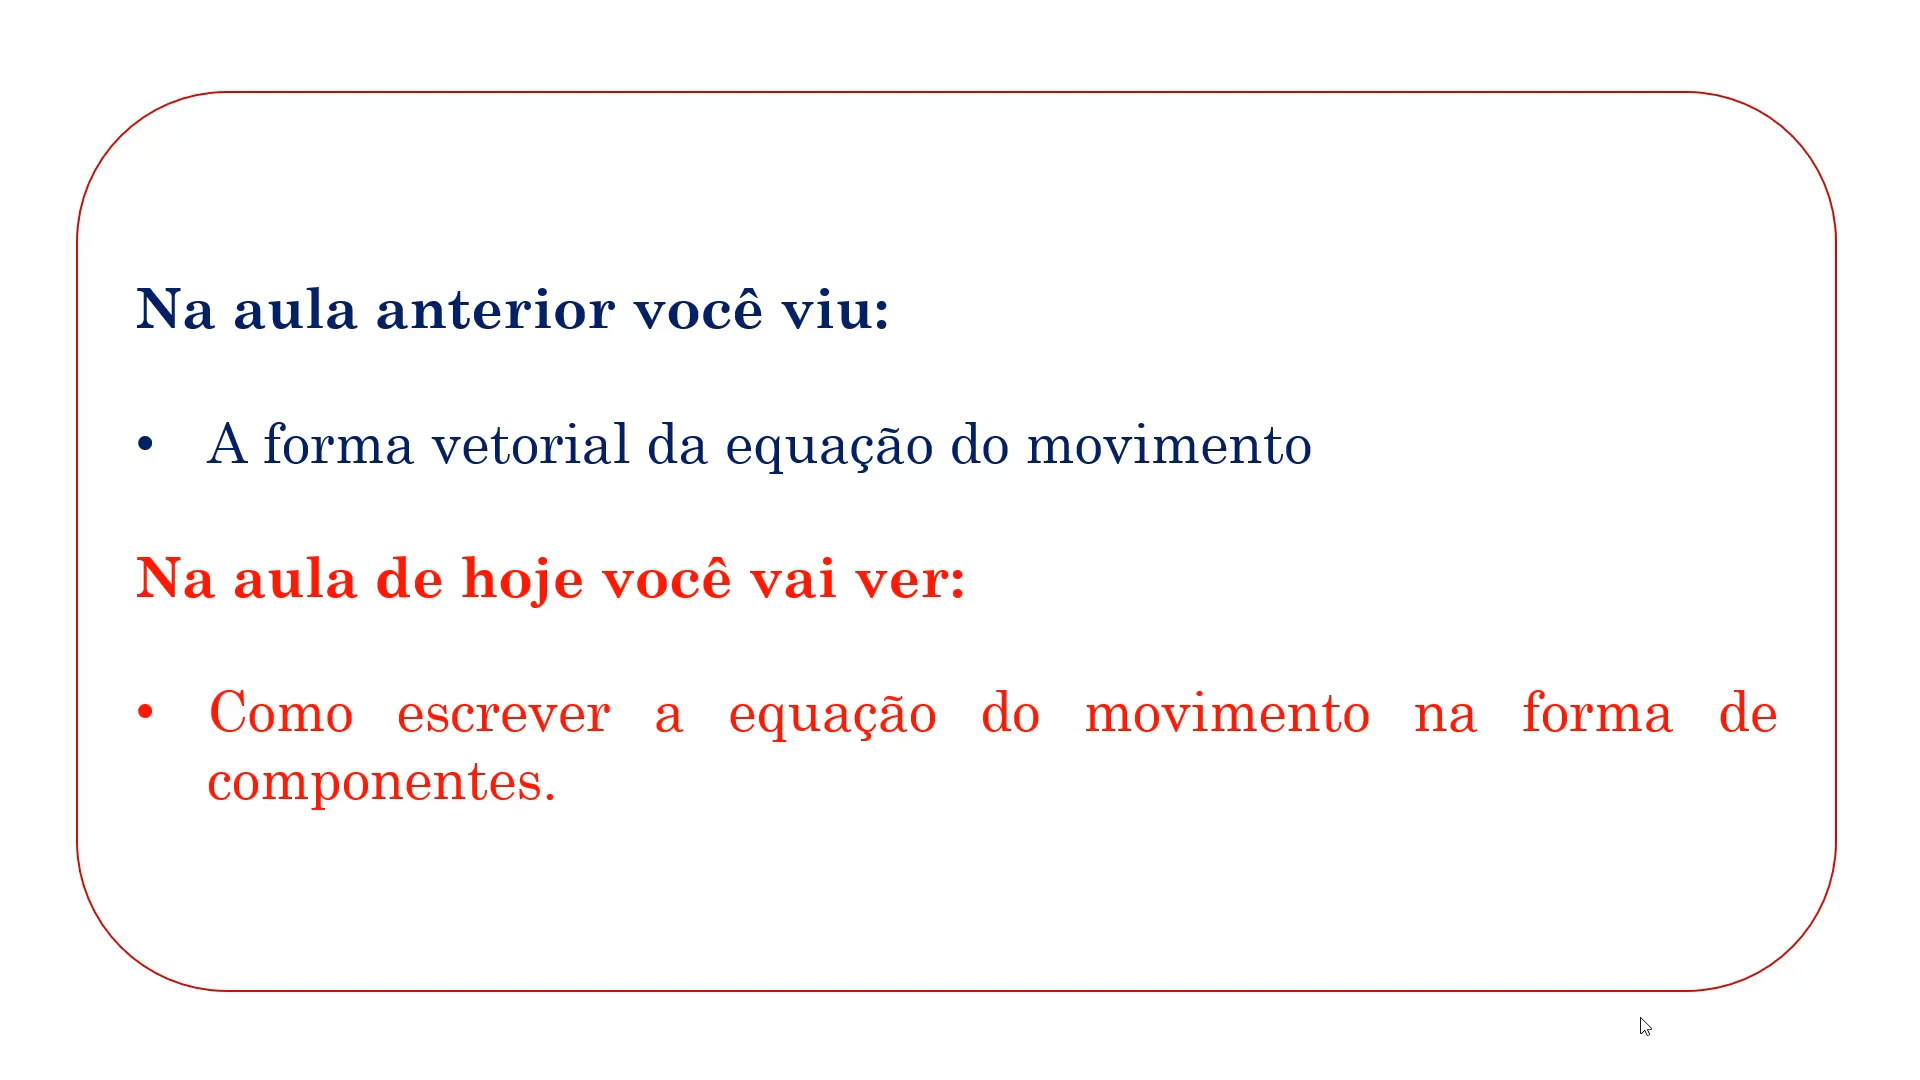 Na aula anterior você viu:
• A forma vetorial da equação do movimento
Na aula de hoje você vai ver:
• Como escrever a equação do movimento na forma de
componentes.